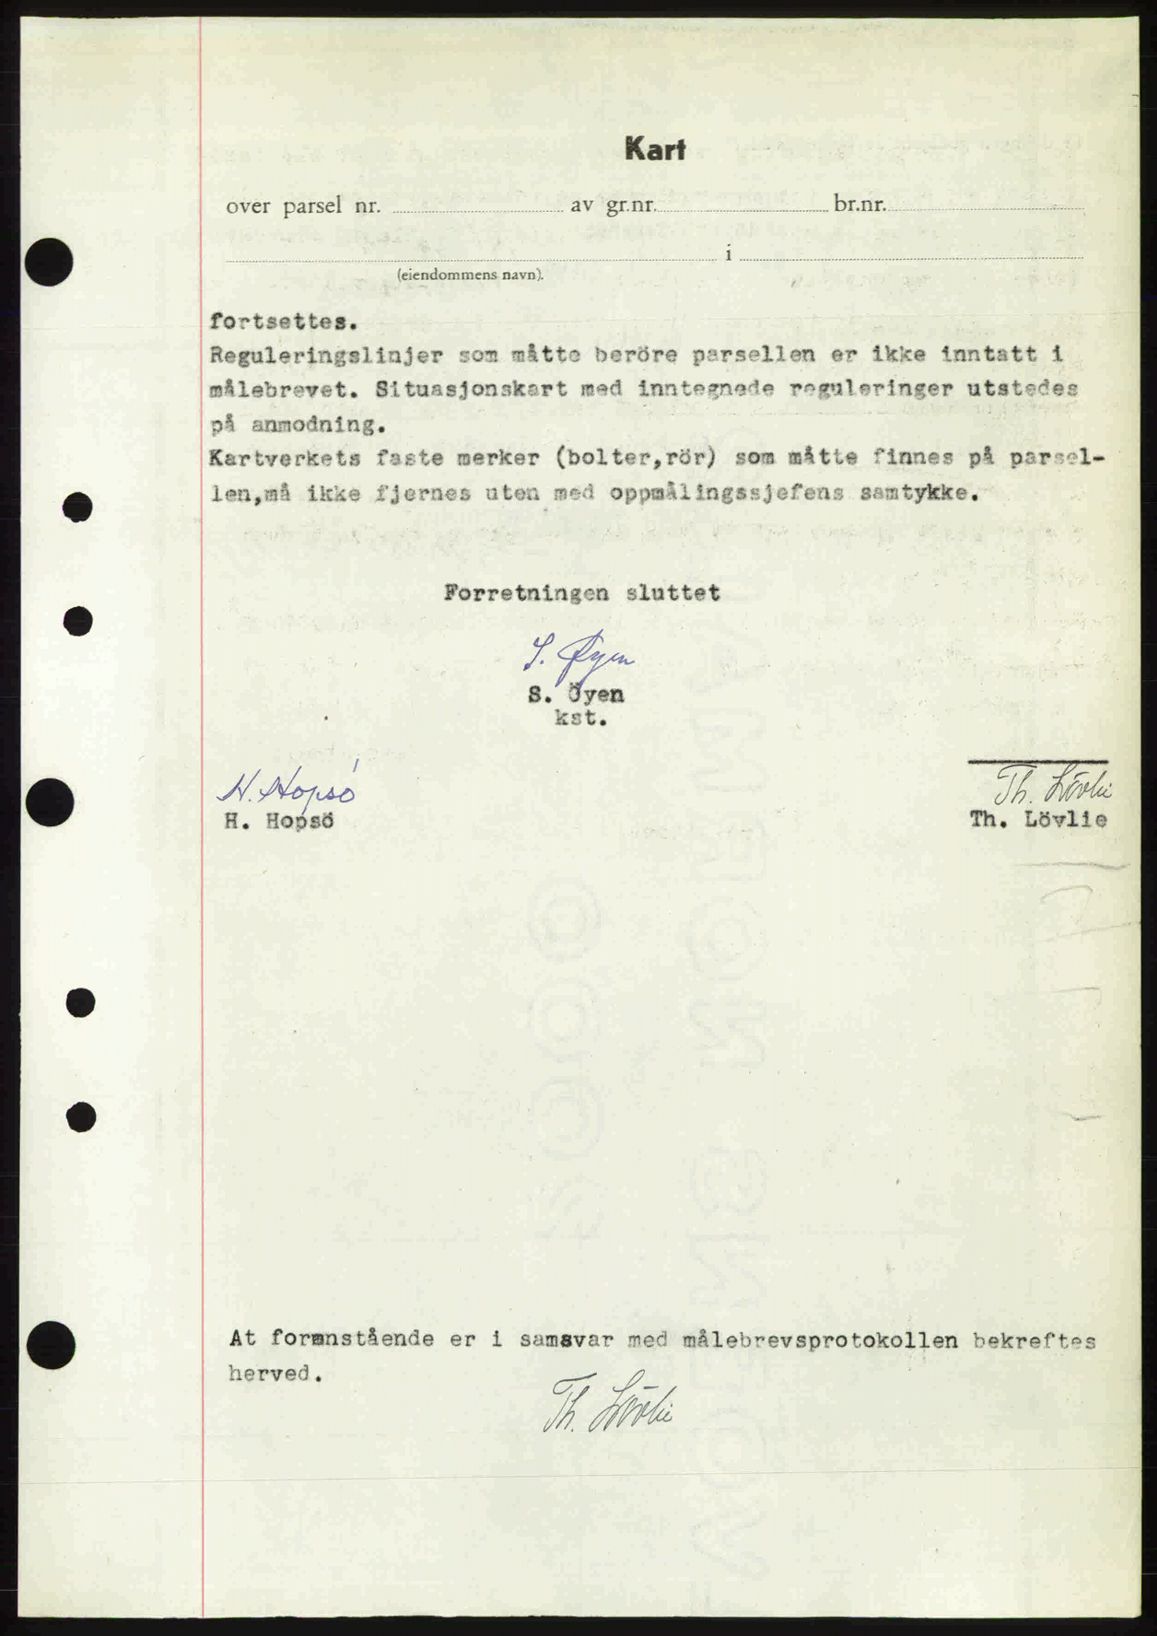 Kart
over parsel nr. av gr.nr. br.nr.
i
(eiendommens navn).
fortsettes.
Reguleringslinjer som måtte beröre parsellen er ikke inntatt i
målebrevet. Situasjonskart med inntegnede reguleringer utstedes
på anmodning.
Kartverkets faste merker (bolter,rör) som måtte finnes på parsel-
len,må ikke fjernes uten med oppmålingssjefens samtykke.
Forretningen sluttet
S. Øyen
S. Öyen
kst.
H. Hopsö
H. Hopsö
Th. Lövlie
Th. Lövlie
At foranstående er i samsvar med målebrevsprotokollen bekreftes
herved.
Th. Lövlie